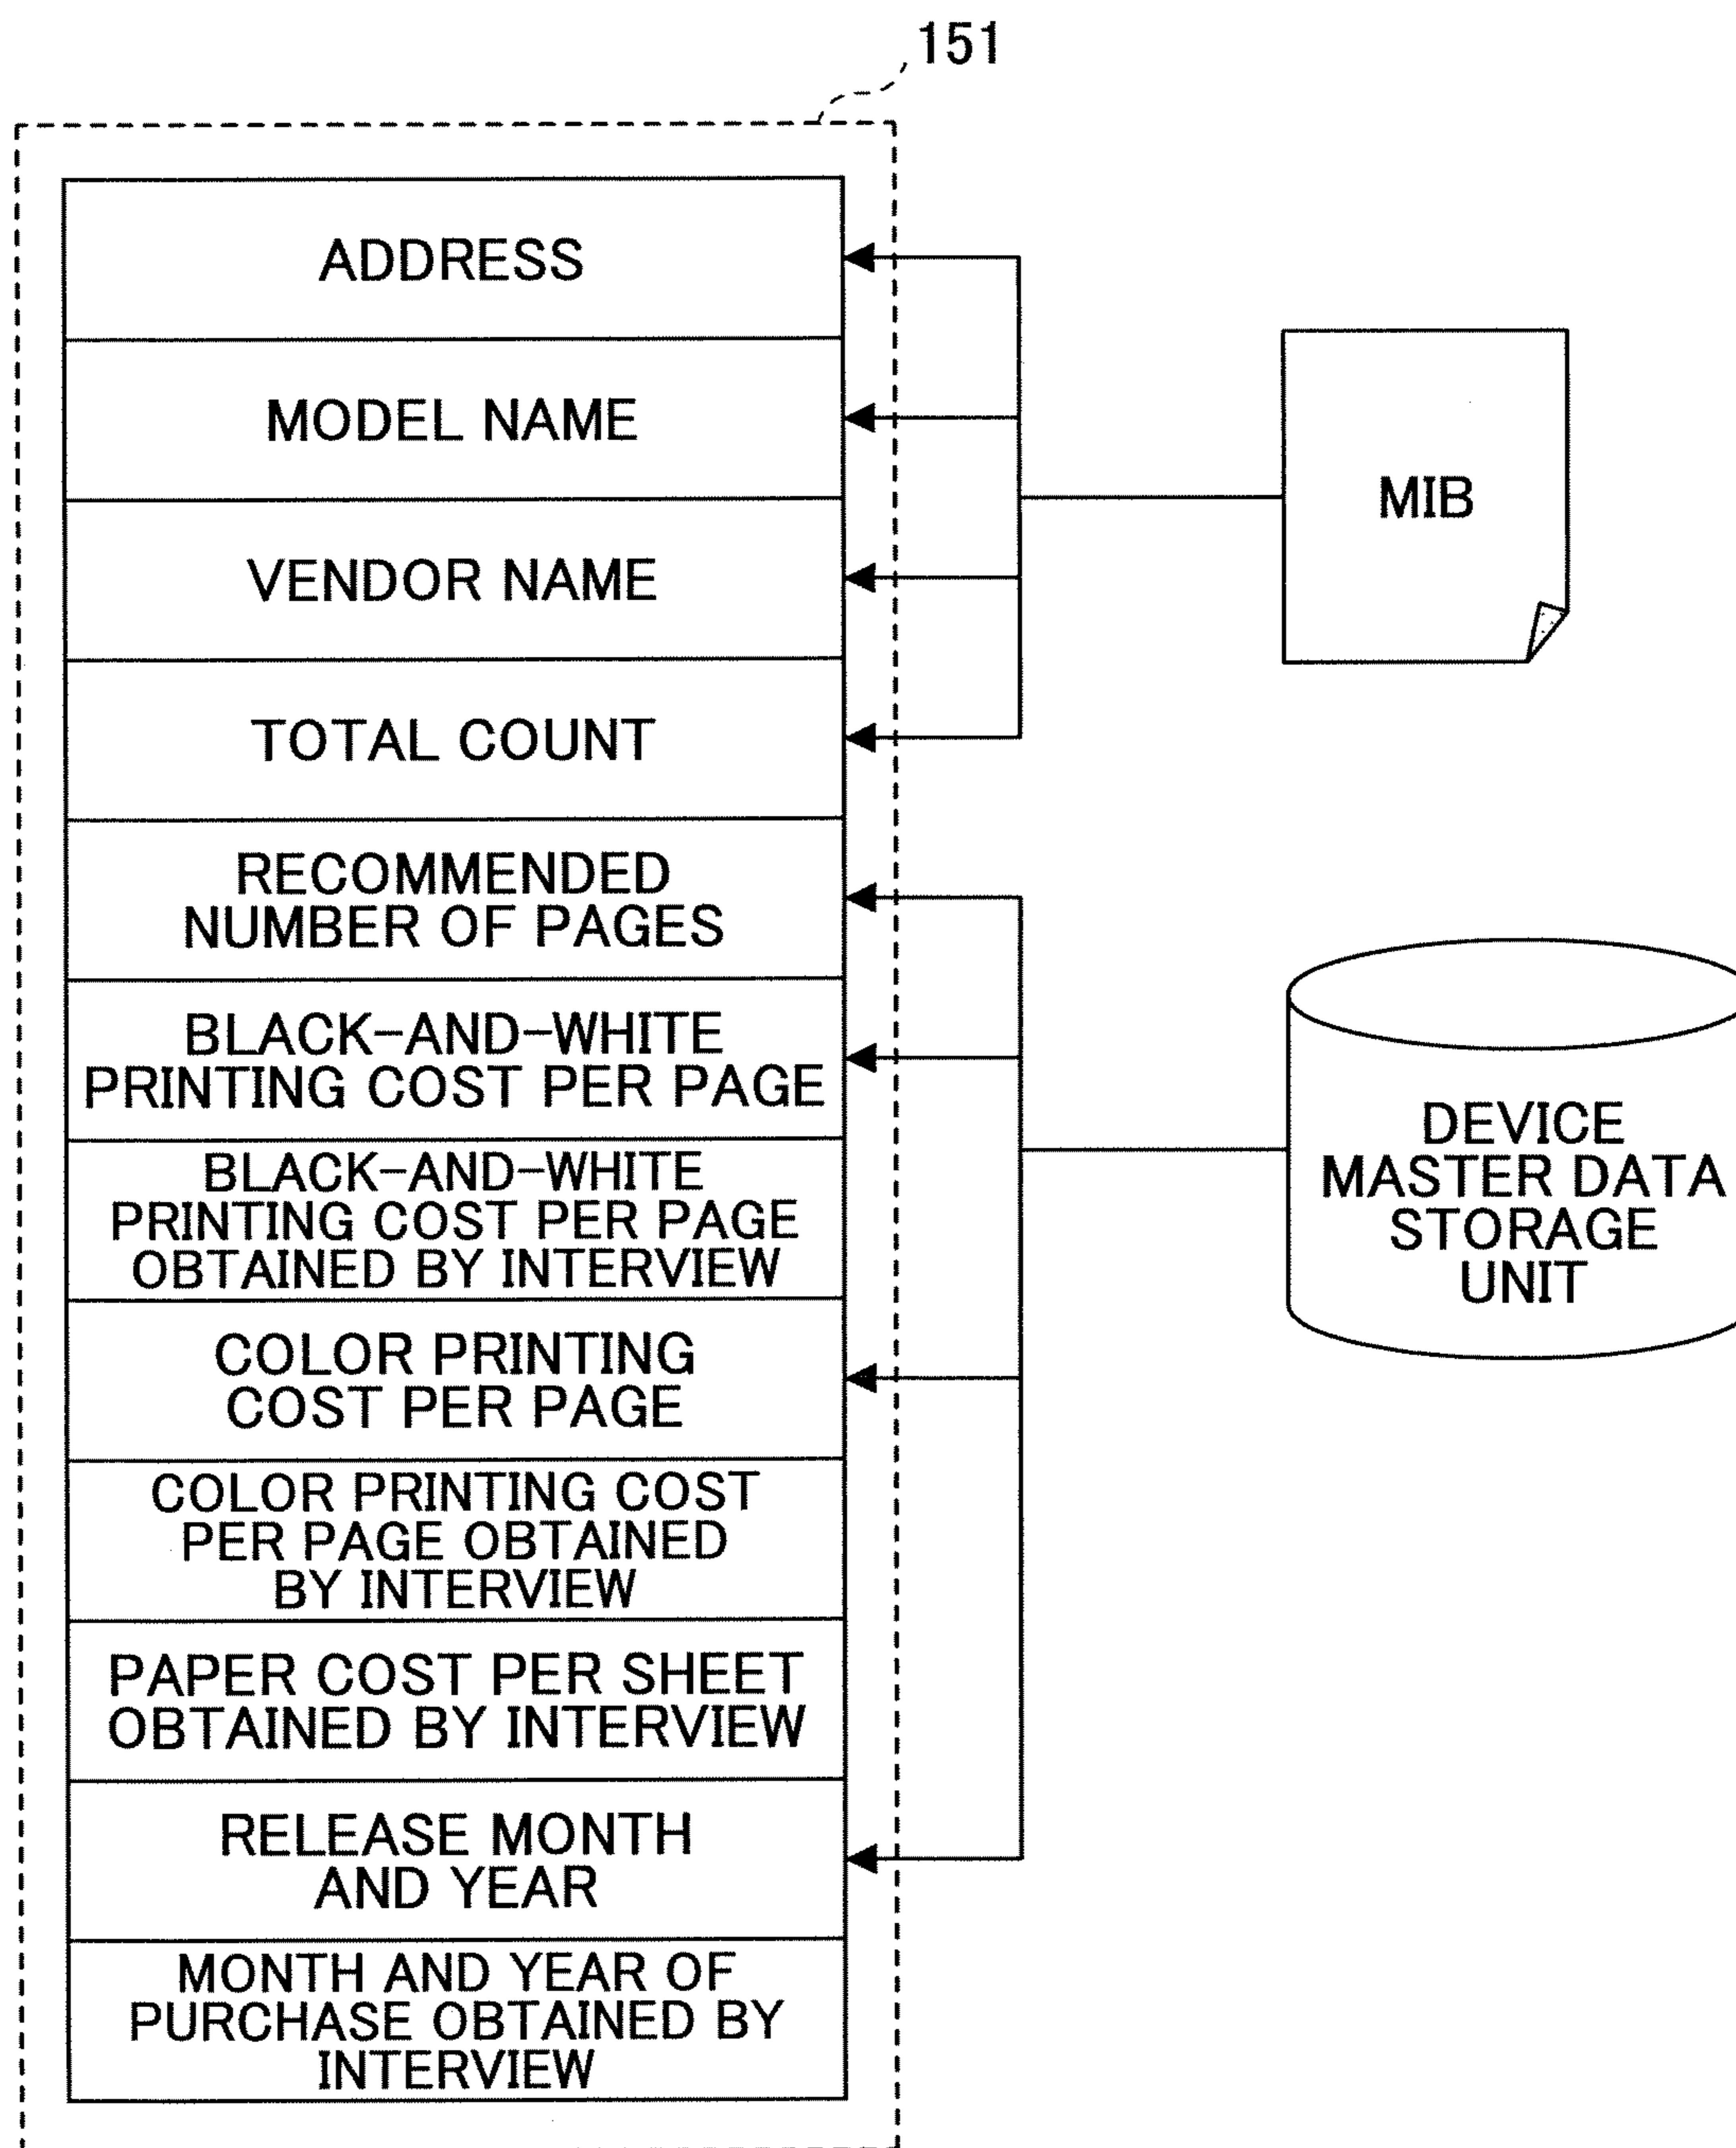 151
ADDRESS
MODEL NAME
VENDOR NAME
TOTAL COUNT
RECOMMENDED
NUMBER OF PAGES
BLACK-AND-WHITE
PRINTING COST PER PAGE
BLACK-AND-WHITE
PRINTING COST PER PAGE
OBTAINED BY INTERVIEW
COLOR PRINTING
COST PER PAGE
COLOR PRINTING COST
PER PAGE OBTAINED
BY INTERVIEW
PAPER COST PER SHEET
OBTAINED BY INTERVIEW
RELEASE MONTH
AND YEAR
MONTH AND YEAR OF
PURCHASE OBTAINED BY
INTERVIEW
MIB
DEVICE
MASTER DATA
STORAGE
UNIT